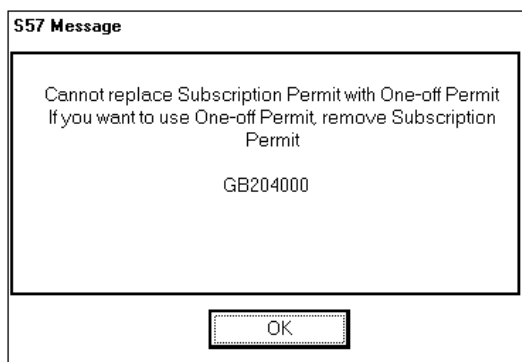 S57 Message
Cannot replace Subscription Permit with One-off Permit
If you want to use One-off Permit, remove Subscription
Permit
GB204000
OK